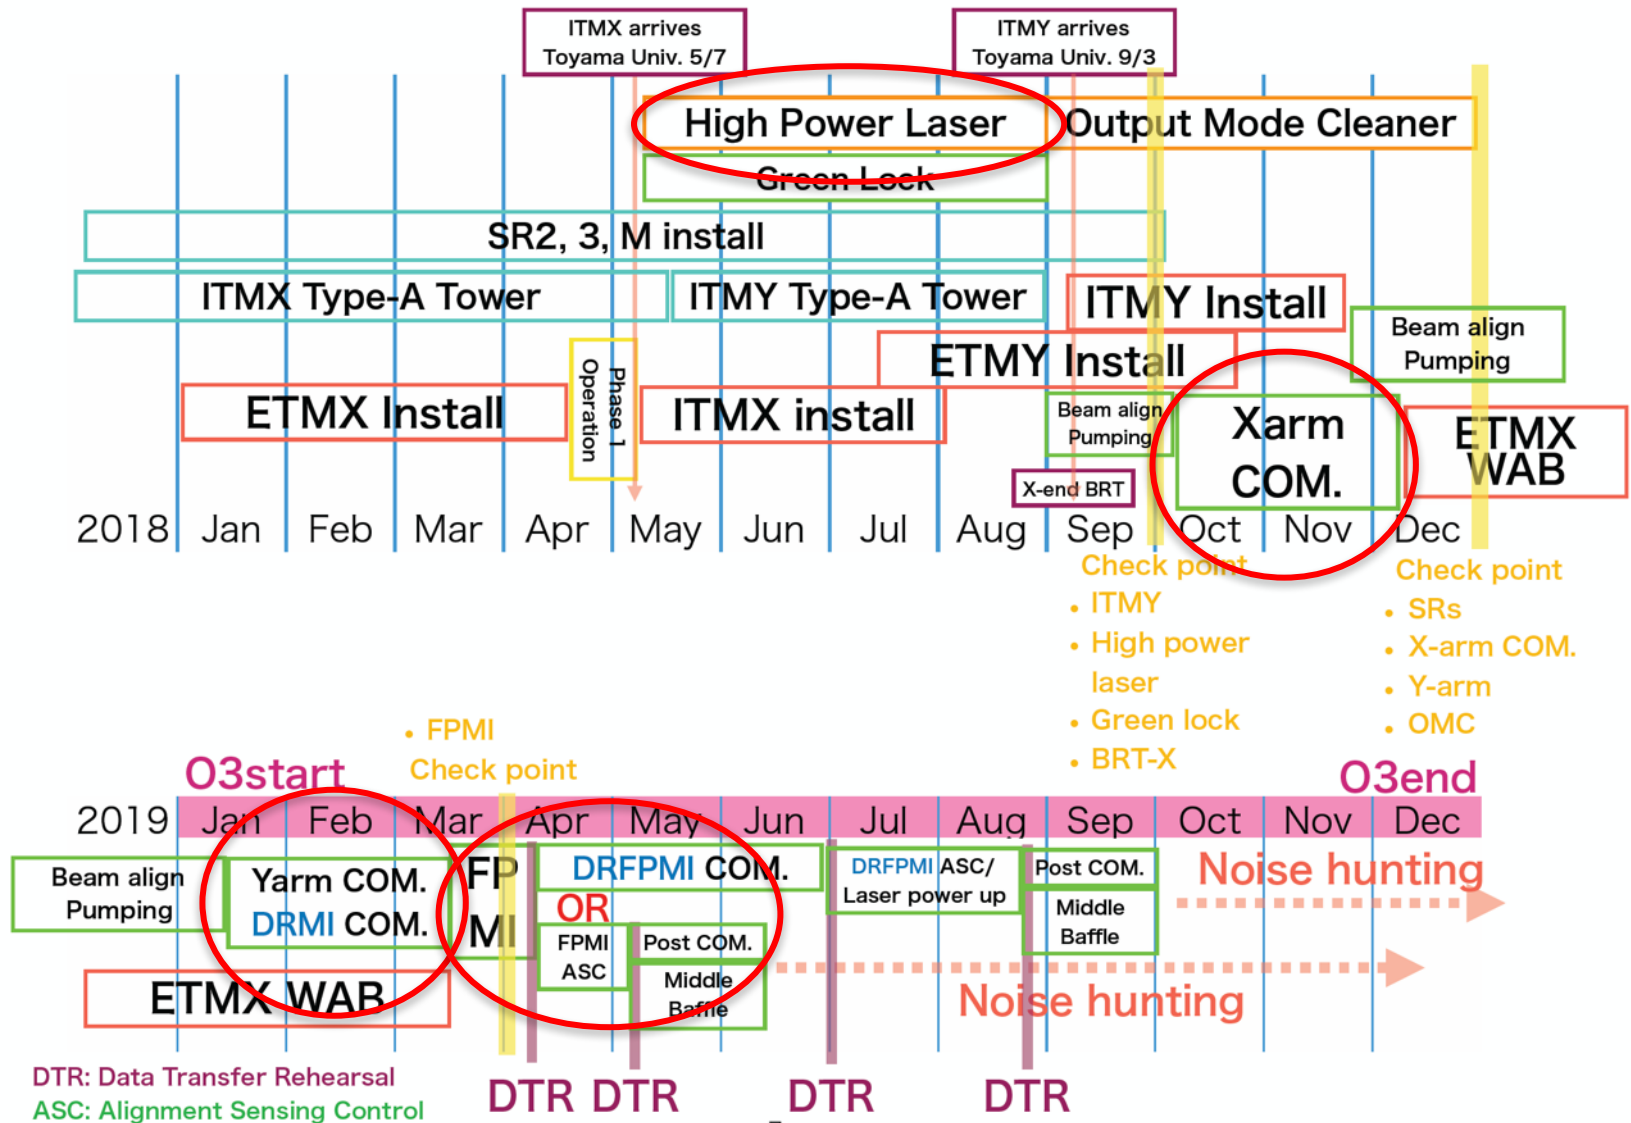 ITMX arrives
Toyama Univ. 5/7
ITMY arrives
Toyama Univ. 9/3
High Power Laser
Output Mode Cleaner
Green Lock
SR2, 3, M install
ITMX Type-A Tower
ITMY Type-A Tower
ITMY Install
Beam align
Pumping
ETMY Install
ETMX Install
Phase 1
Operation
ITMX install
Beam align
Pumping
Xarm
COM.
ETMX
WAB
X-end BRT
2018 Jan Feb Mar Apr May Jun Jul Aug Sep Oct Nov Dec
Check point
• ITMY
• High power
laser
• Green lock
• BRT-X
Check point
• SRs
• X-arm COM.
• Y-arm
• OMC
• FPMI
Check point
O3start
O3end
2019 Jan Feb Mar Apr May Jun Jul Aug Sep Oct Nov Dec
Beam align
Pumping
Yarm COM.
DRMI COM.
FP
MI
DRFPMI COM.
OR
FPMI
ASC
Post COM.
Middle
Baffle
DRFPMI ASC/
Laser power up
Post COM.
Middle
Baffle
Noise hunting
Noise hunting
ETMX WAB
DTR: Data Transfer Rehearsal
ASC: Alignment Sensing Control
DTR DTR DTR DTR